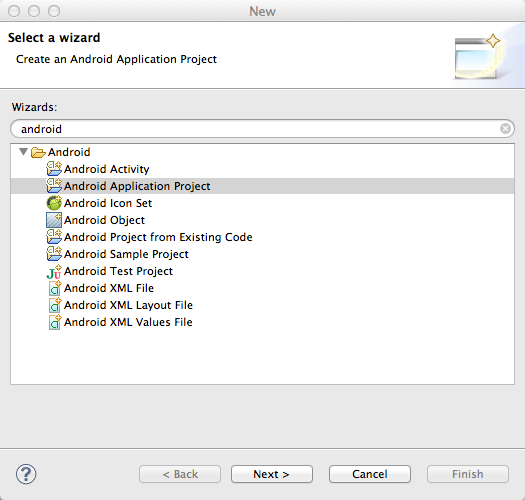 New
Select a wizard
Create an Android Application Project
Wizards:
android
Android
Android Activity
Android Application Project
Android Icon Set
Android Object
Android Project from Existing Code
Android Sample Project
Ju Android Test Project
Android XML File
Android XML Layout File
Android XML Values File
? < Back Next > Cancel Finish